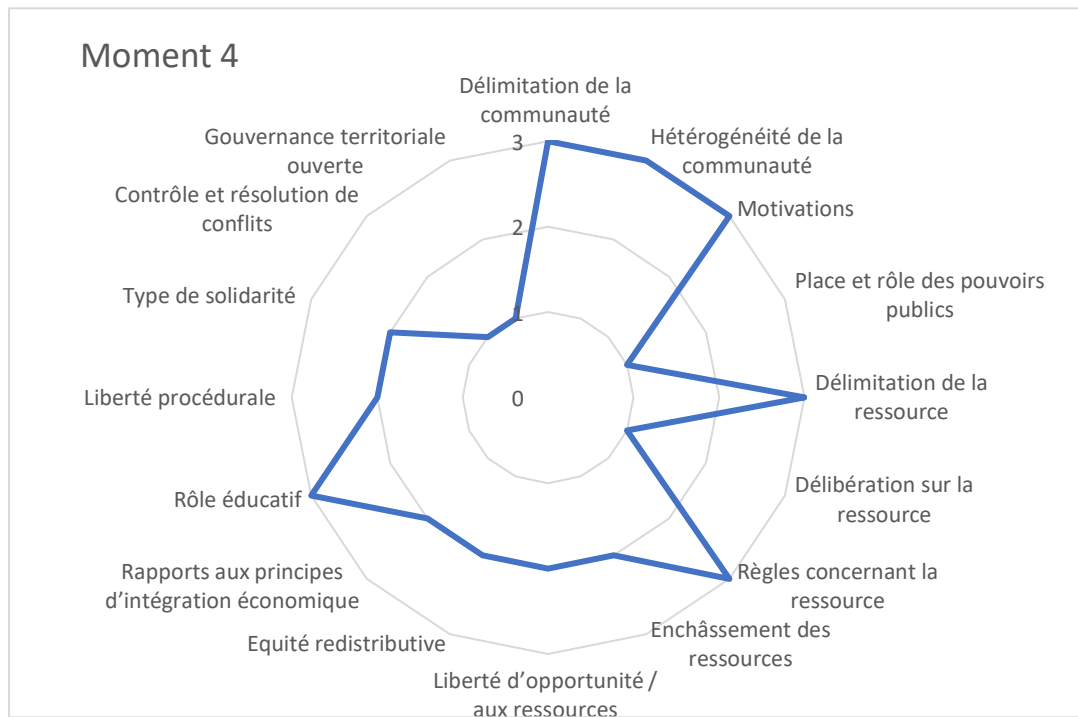 Moment 4
Délimitation de la
communauté
Hétérogénéité de la
communauté
Motivations
Place et rôle des pouvoirs
publics
Délimitation de la
ressource
Délibération sur la
ressource
Règles concernant la
ressource
Enchâssement des
ressources
Liberté d’opportunité /
aux ressources
Equité redistributive
Rapports aux principes
d’intégration économique
Rôle éducatif
Liberté procédurale
Type de solidarité
Contrôle et résolution de
conflits
Gouvernance territoriale
ouverte
3
2
1
0